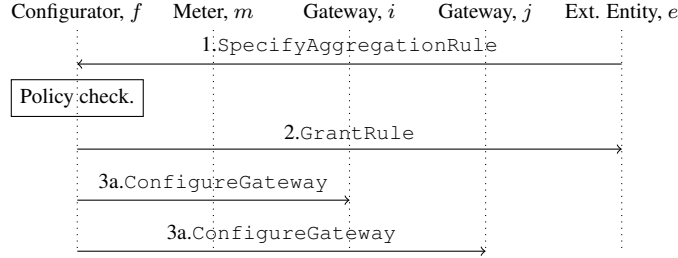 Configurator, f Meter, m Gateway, i Gateway, j Ext. Entity, e
1.SpecifyAggregationRule
Policy check.
2.GrantRule
3a.ConfigureGateway
3a.ConfigureGateway